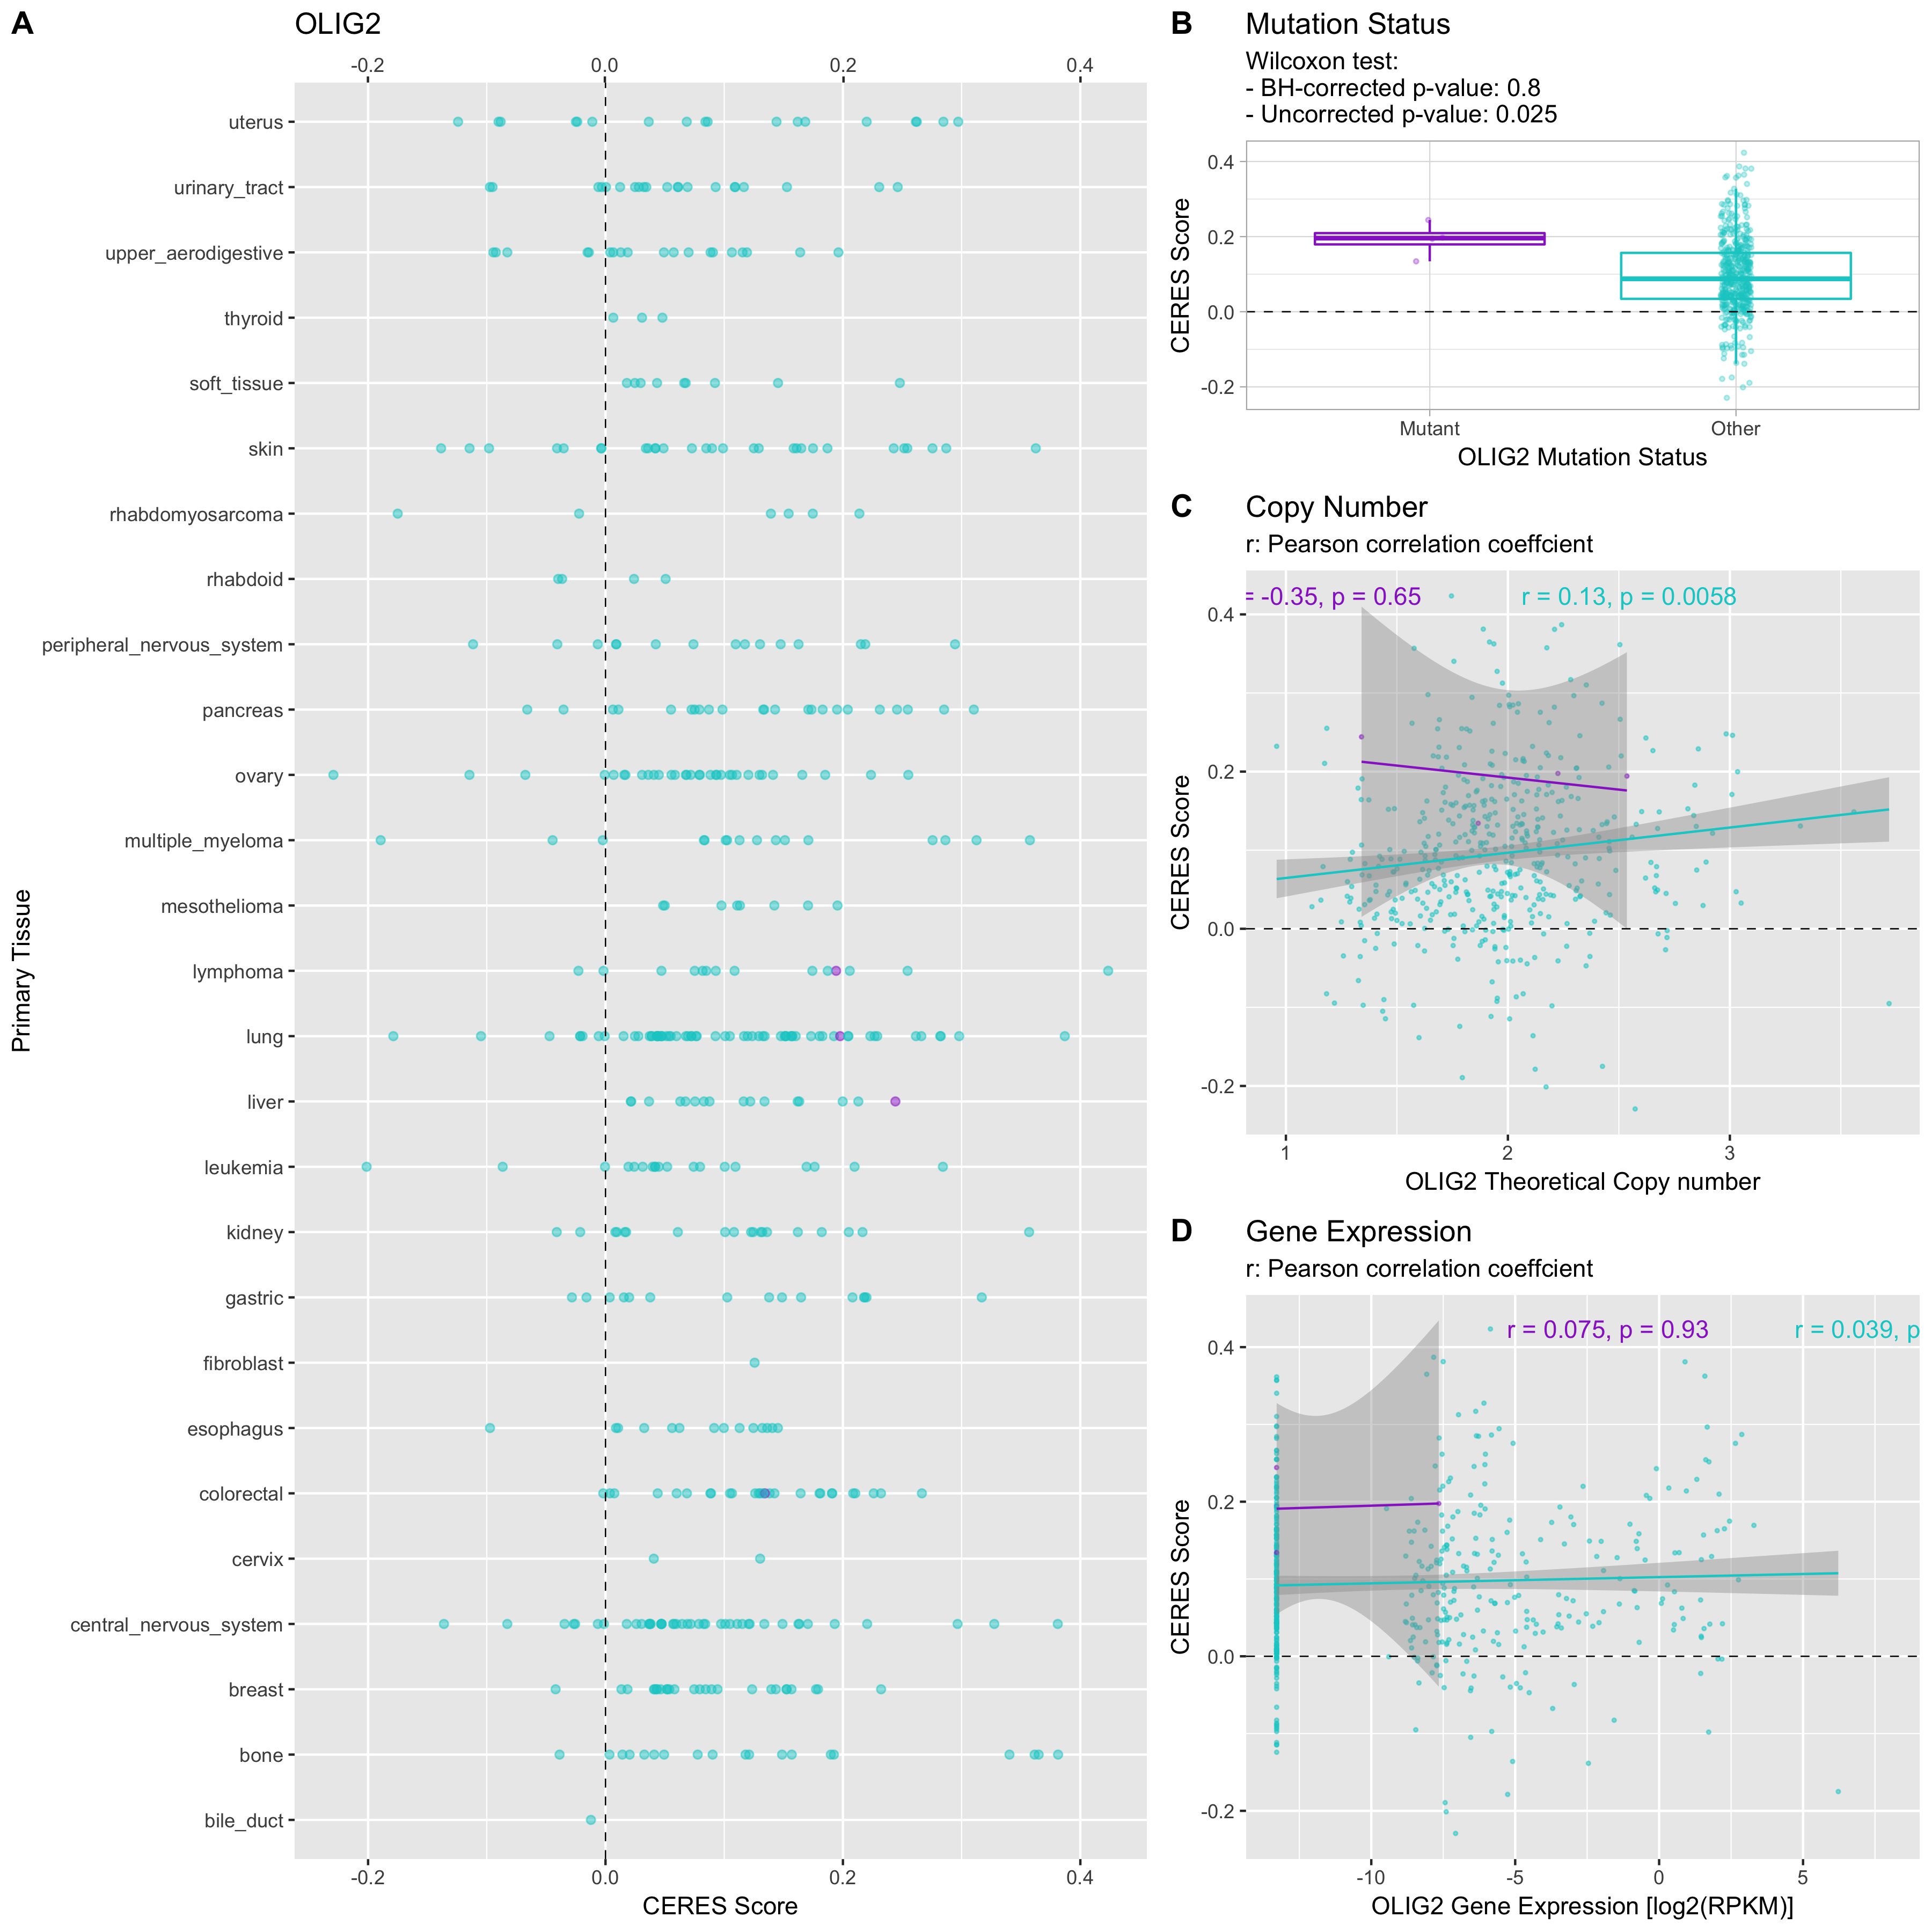 A
OLIG2
-0.2 0.0 0.2 0.4
uterus
urinary_tract
upper_aerodigestive
thyroid
soft_tissue
skin
rhabdomyosarcoma
rhabdoid
peripheral_nervous_system
pancreas
ovary
multiple_myeloma
mesothelioma
lymphoma
lung
liver
leukemia
kidney
gastric
fibroblast
esophagus
colorectal
cervix
central_nervous_system
breast
bone
bile_duct
Primary Tissue
-0.2 0.0 0.2 0.4
CERES Score
B
Mutation Status
Wilcoxon test:
- BH-corrected p-value: 0.8
- Uncorrected p-value: 0.025
0.4
0.2
0.0
-0.2
CERES Score
Mutant Other
OLIG2 Mutation Status
C
Copy Number
r: Pearson correlation coeffcient
= -0.35, p = 0.65 r = 0.13, p = 0.0058
0.4
0.2
0.0
-0.2
CERES Score
1 2 3
OLIG2 Theoretical Copy number
D
Gene Expression
r: Pearson correlation coeffcient
r = 0.075, p = 0.93 r = 0.039, p
0.4
0.2
0.0
-0.2
CERES Score
-10 -5 0 5
OLIG2 Gene Expression [log2(RPKM)]